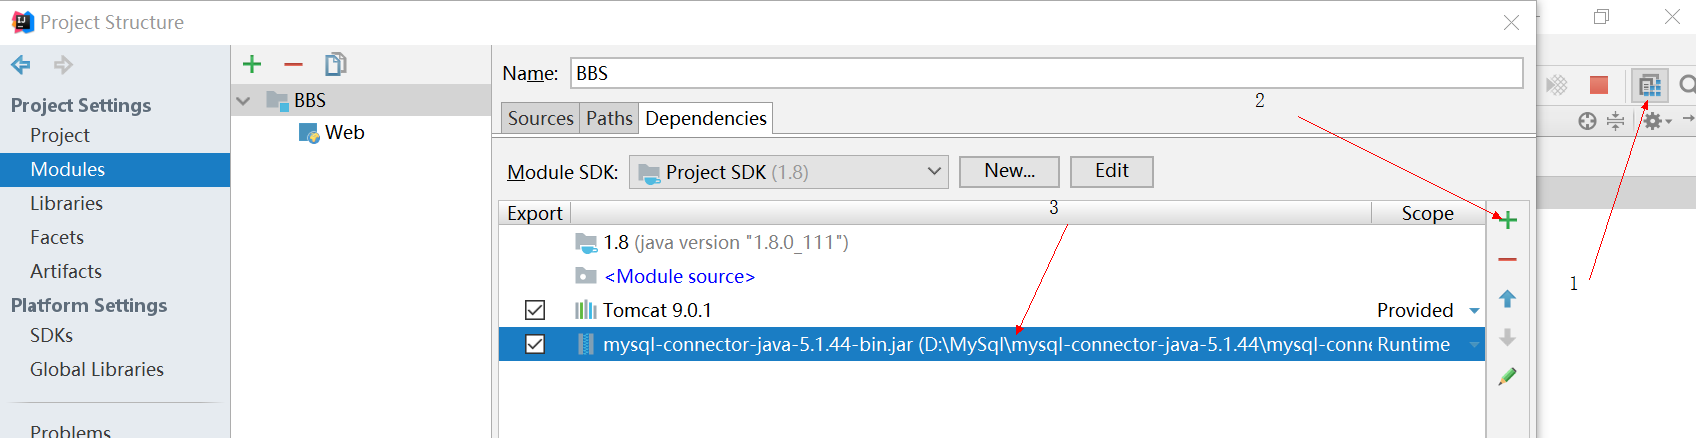 Project Structure
Project Settings
Project
Modules
Libraries
Facets
Artifacts
Platform Settings
SDKs
Global Libraries
Problems
BBS
Web
Name: BBS
Sources Paths Dependencies
Module SDK: Project SDK (1.8) New... Edit
Export Scope
1.8 (java version "1.8.0_111")
<Module source>
Tomcat 9.0.1 Provided
mysql-connector-java-5.1.44-bin.jar (D:\MySql\mysql-connector-java-5.1.44\mysql-conne Runtime
2
3
1